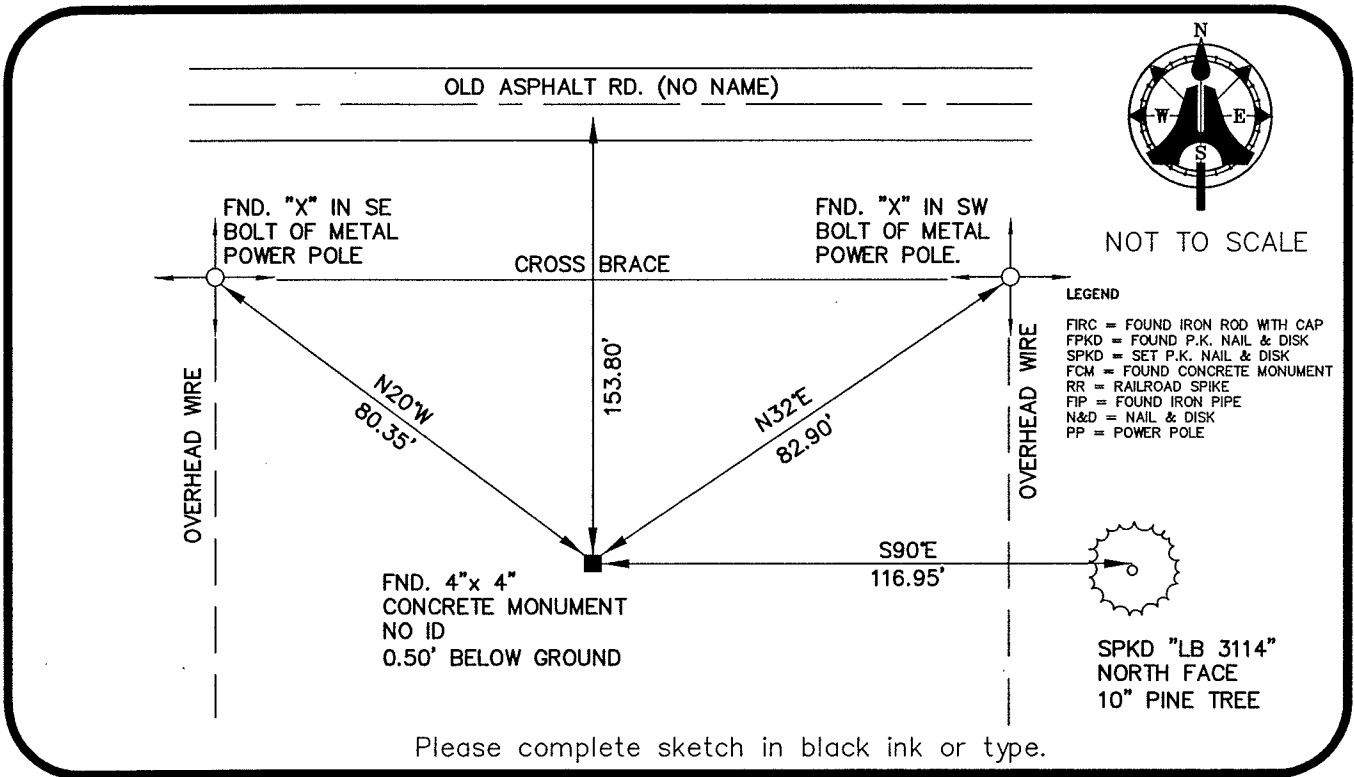 OLD ASPHALT RD. (NO NAME)
N
W
E
S
NOT TO SCALE
FND. "X" IN SE
BOLT OF METAL
POWER POLE
FND. "X" IN SW
BOLT OF METAL
POWER POLE.
CROSS BRACE
LEGEND
FIRC = FOUND IRON ROD WITH CAP
FPKD = FOUND P.K. NAIL & DISK
SPKD = SET P.K. NAIL & DISK
FCM = FOUND CONCRETE MONUMENT
RR = RAILROAD SPIKE
FIP = FOUND IRON PIPE
N&D = NAIL & DISK
PP = POWER POLE
OVERHEAD WIRE
N20°W
80.35'
153.80'
N32°E
82.90'
OVERHEAD WIRE
S90°E
116.95'
FND. 4"x 4"
CONCRETE MONUMENT
NO ID
0.50' BELOW GROUND
SPKD "LB 3114"
NORTH FACE
10" PINE TREE
Please complete sketch in black ink or type.